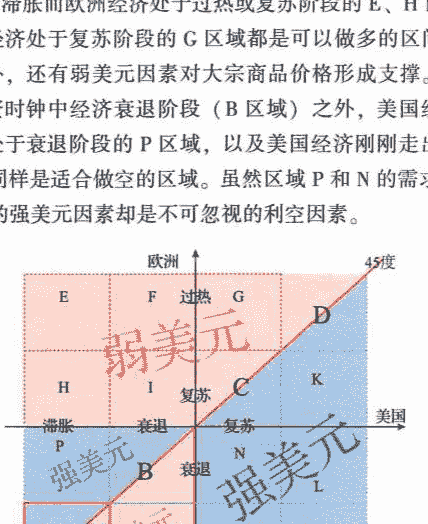 滞胀而欧洲经济处于过热或复苏阶段的 E、H
经济处于复苏阶段的 G 区域都是可以做多的区
，还有弱美元因素对大宗商品价格形成支撑。
时钟中经济衰退阶段（B 区域）之外，美国经
于衰退阶段的 P 区域，以及美国经济刚刚走出
同样是适合做空的区域。虽然区域 P 和 N 的需求
的强美元因素却是不可忽视的利空因素。
欧洲 45度
E F 过热 G
D
弱美元
H I 复苏 C K
美国
滞胀 衰退 复苏
P
强美元 B 衰退 N 强美元
L
元